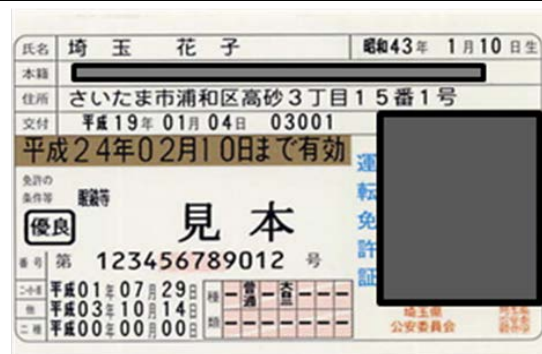 氏名 埼玉 花子 昭和43年 1月10日生
本籍
住所 さいたま市浦和区高砂3丁目15番1号
交付 平成19年01月04日 03001
平成24年02月10日まで有効
免許の
条件等 眼鏡等
見本
優良
番号 第 123456789012 号
二・小・原 平成01年07月29日
他 平成03年10月14日
二種 平成00年00月00日
種類
普通
運転免許証
埼玉県
公安委員会